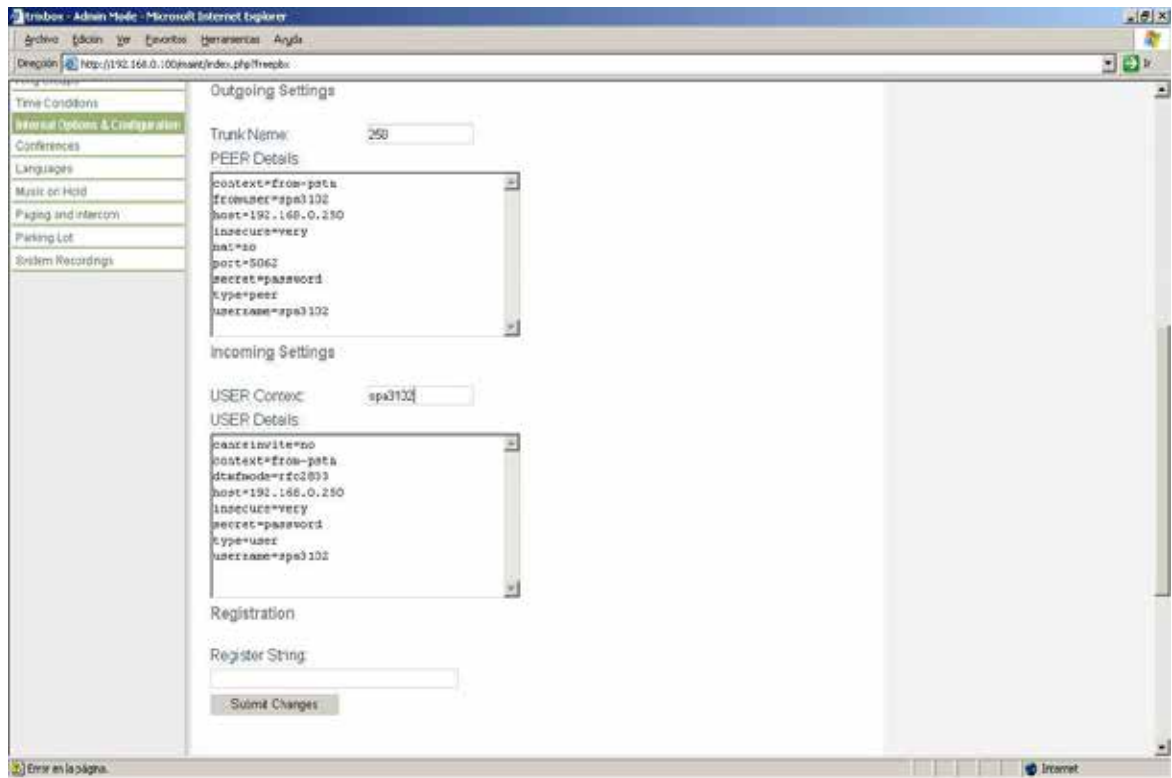 trixbox - Admin Mode - Microsoft Internet Explorer
Archivo Edición Ver Favoritos Herramientas Ayuda
Dirección http://192.168.0.100/maint/index.php?freepbx Ir
Ring Groups
Time Conditions
Internal Options & Configuration
Conferences
Languages
Music on Hold
Paging and Intercom
Parking Lot
System Recordings
Outgoing Settings
Trunk Name: 250
PEER Details
context=from-pstn
fromuser=spa3102
host=192.168.0.250
insecure=very
nat=no
port=5062
secret=password
type=peer
username=spa3102
Incoming Settings
USER Context: spa3102
USER Details
canreinvite=no
context=from-pstn
dtmfmode=rfc2833
host=192.168.0.250
insecure=very
secret=password
type=user
username=spa3102
Registration
Register String:
Submit Changes
Error en la página.
Internet